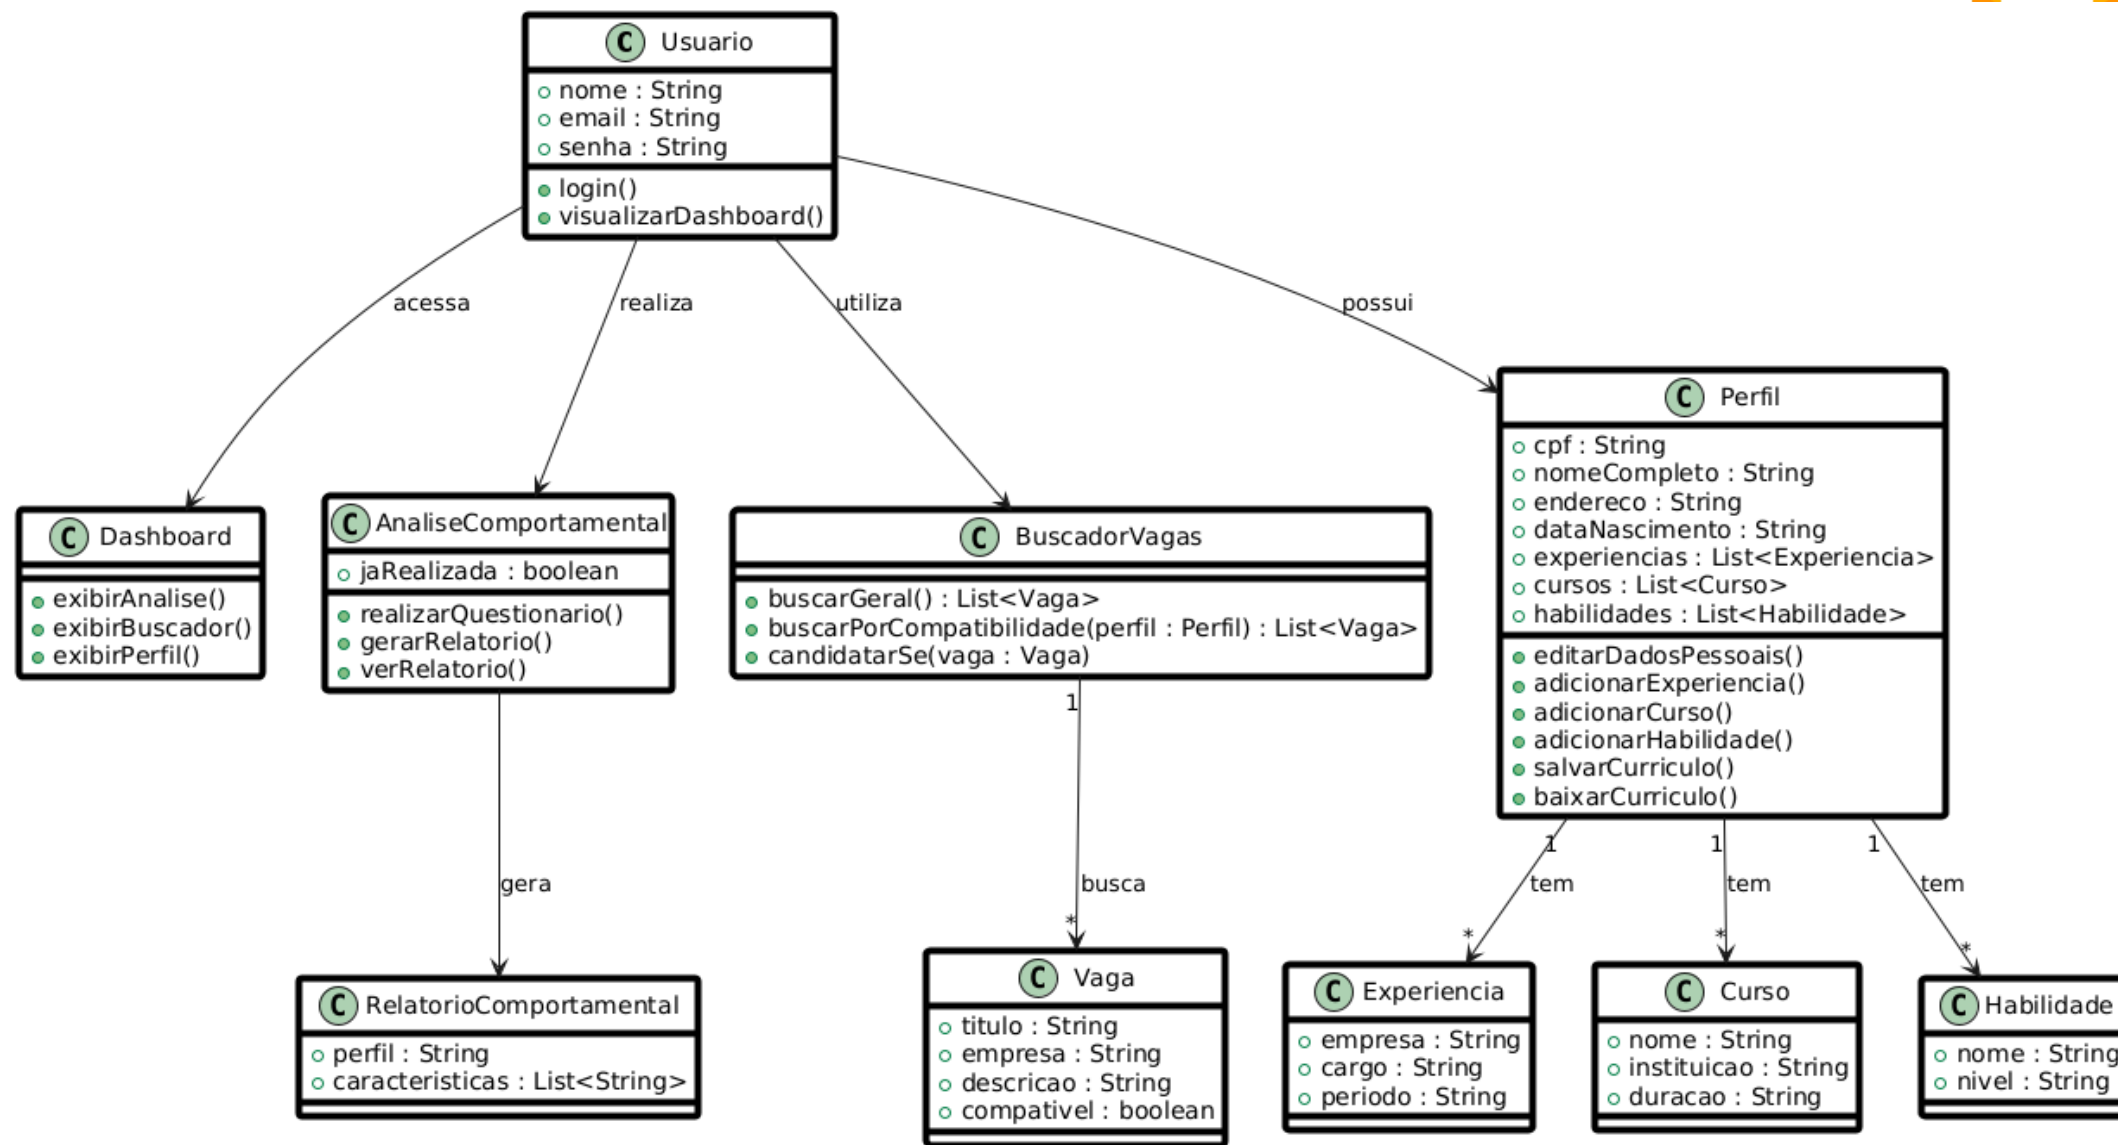 C Usuario
nome : String
email : String
senha : String
login()
visualizarDashboard()
acessa
realiza
utiliza
possui
C Dashboard
exibirAnalise()
exibirBuscador()
exibirPerfil()
C AnaliseComportamental
jaRealizada : boolean
realizarQuestionario()
gerarRelatorio()
verRelatorio()
C BuscadorVagas
buscarGeral() : List<Vaga>
buscarPorCompatibilidade(perfil : Perfil) : List<Vaga>
candidatarSe(vaga : Vaga)
C Perfil
cpf : String
nomeCompleto : String
endereco : String
dataNascimento : String
experiencias : List<Experiencia>
cursos : List<Curso>
habilidades : List<Habilidade>
editarDadosPessoais()
adicionarExperiencia()
adicionarCurso()
adicionarHabilidade()
salvarCurriculo()
baixarCurriculo()
gera
1
busca
*
1
tem
*
1
tem
*
1
tem
*
C RelatorioComportamental
perfil : String
caracteristicas : List<String>
C Vaga
titulo : String
empresa : String
descricao : String
compativel : boolean
C Experiencia
empresa : String
cargo : String
periodo : String
C Curso
nome : String
instituicao : String
duracao : String
C Habilidade
nome : String
nivel : String